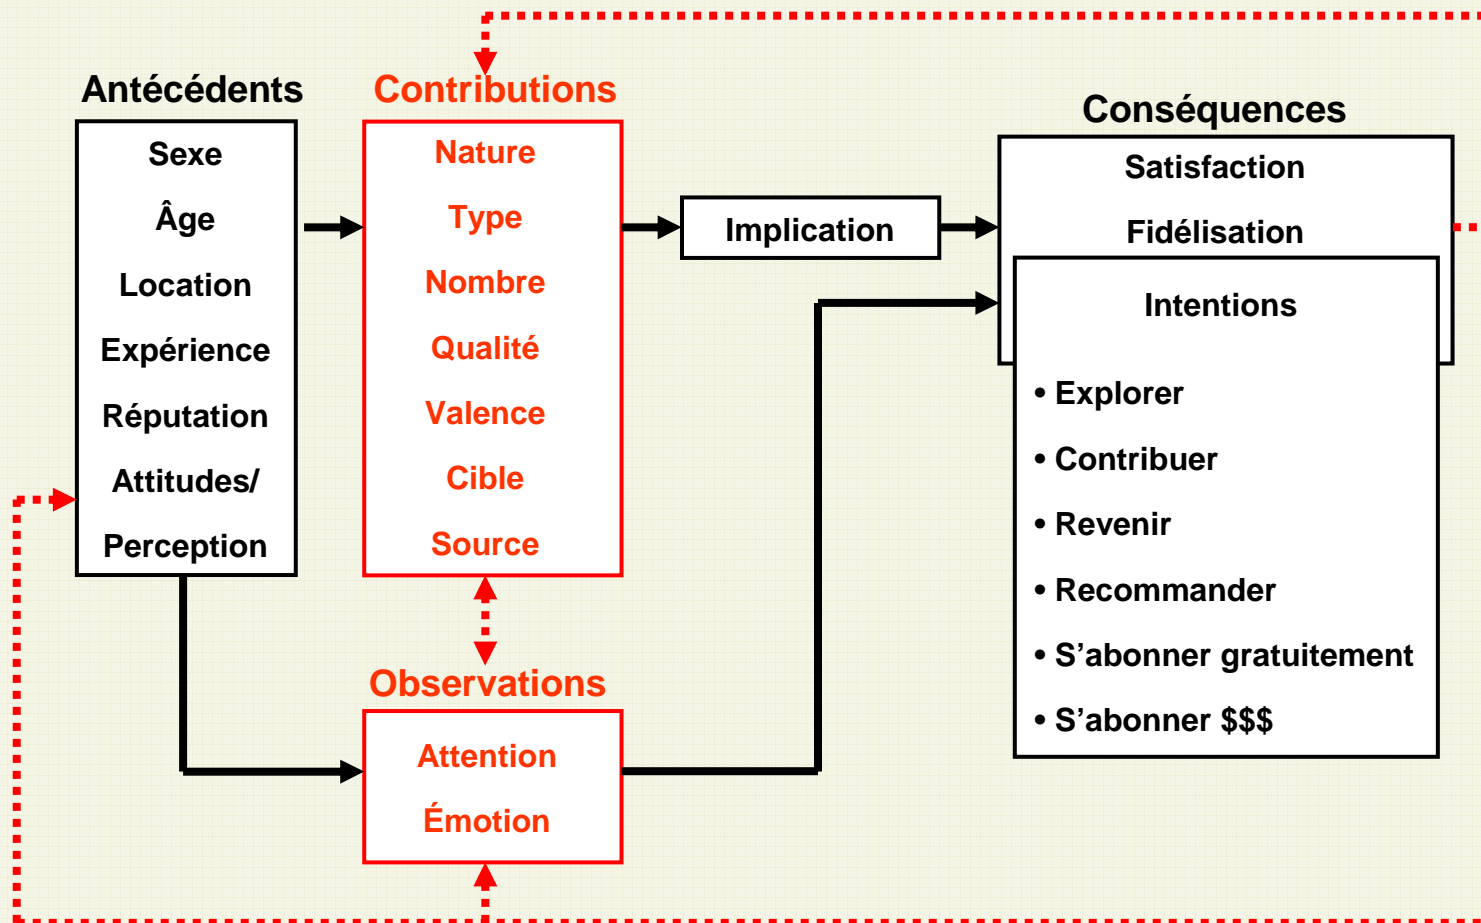 Antécédents
Sexe
Âge
Location
Expérience
Réputation
Attitudes/
Perception
Contributions
Nature
Type
Nombre
Qualité
Valence
Cible
Source
Observations
Attention
Émotion
Implication
Conséquences
Satisfaction
Fidélisation
Intentions
• Explorer
• Contribuer
• Revenir
• Recommander
• S’abonner gratuitement
• S’abonner $$$